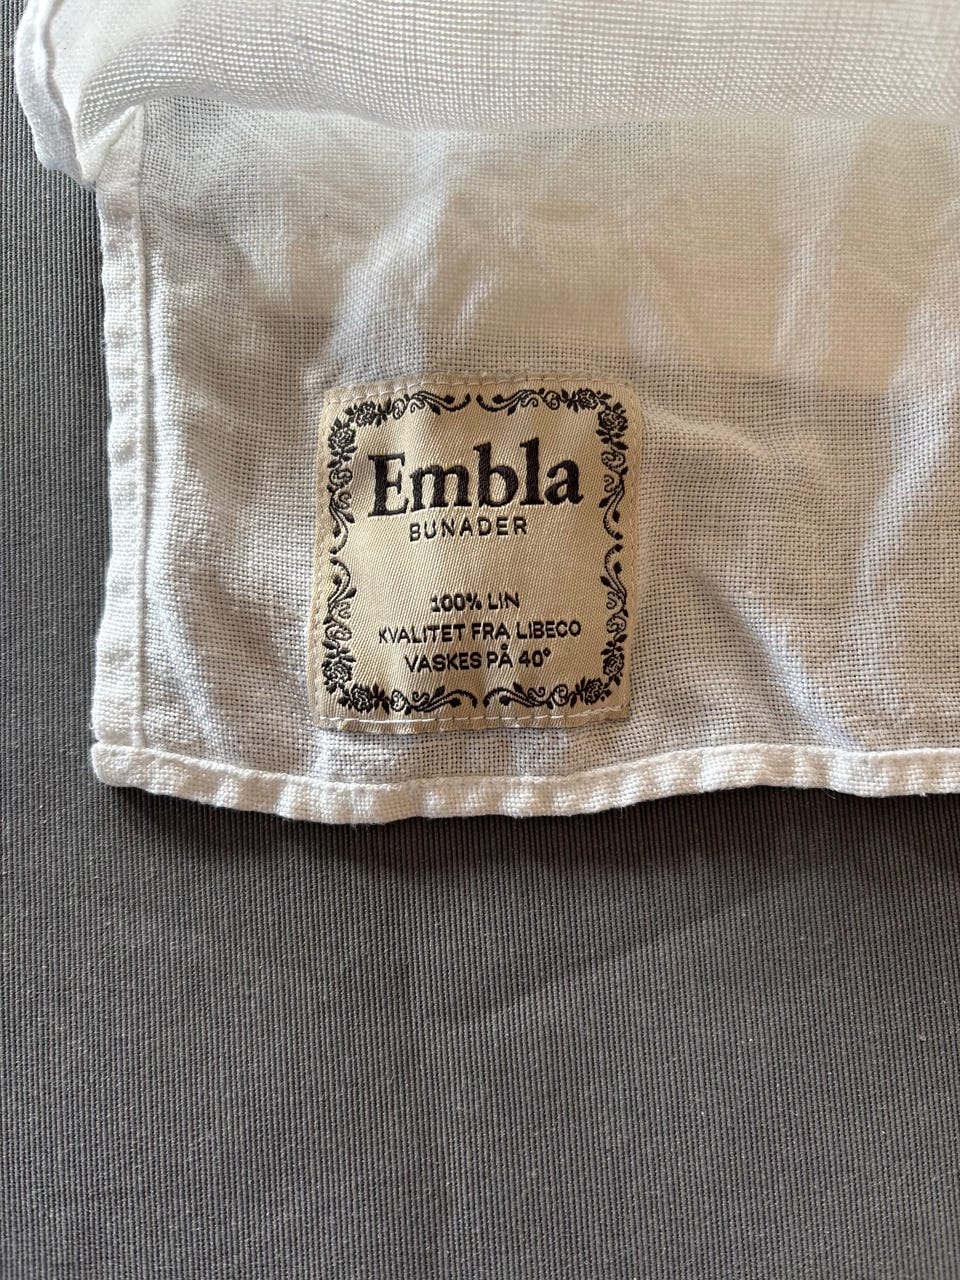 Embla
BUNADER
100% LIN
KVALITET FRA LIBECO
VASKES PÅ 40°